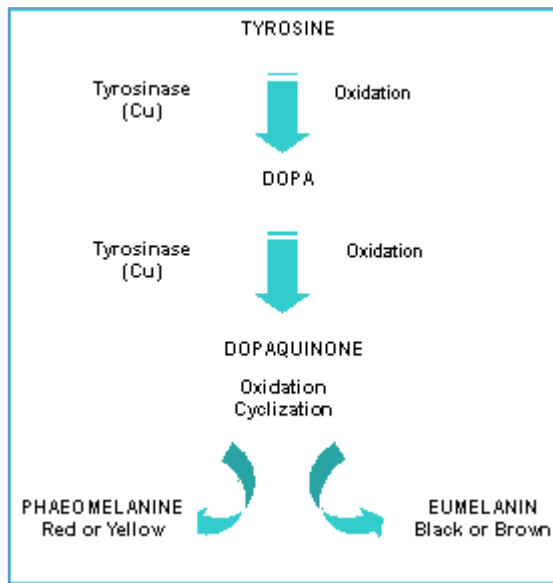 TYROSINE
Tyrosinase
(Cu)
Oxidation
DOPA
Tyrosinase
(Cu)
Oxidation
DOPAQUINONE
Oxidation
Cyclization
PHAEOMELANINE
Red or Yellow
EUMELANIN
Black or Brown